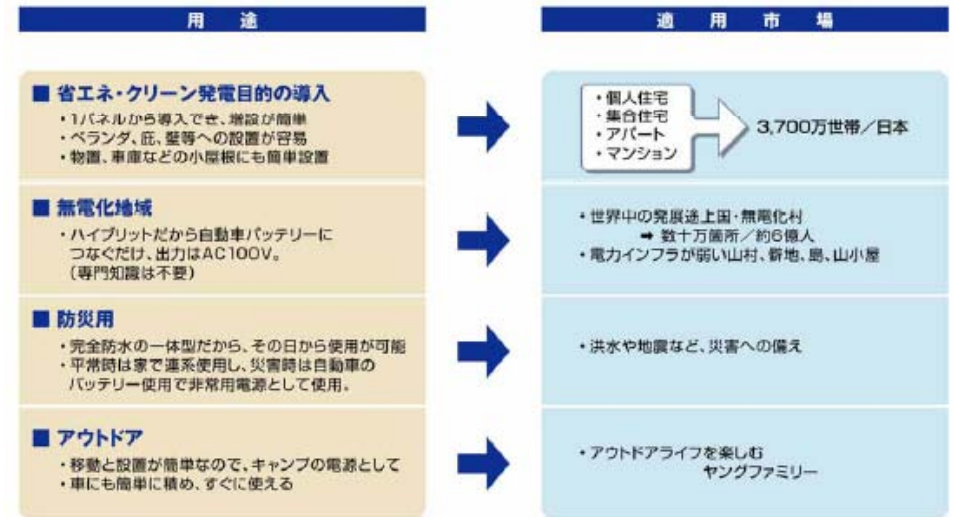 用途
適用市場
■ 省エネ・クリーン発電目的の導入
・1パネルから導入でき、増設が簡単
・ベランダ、庇、壁等への設置が容易
・物置、車庫などの小屋根にも簡単設置
・個人住宅
・集合住宅
・アパート
・マンション
3,700万世帯／日本
■ 無電化地域
・ハイブリットだから自動車バッテリーに
つなぐだけ、出力はAC100V。
（専門知識は不要）
・世界中の発展途上国・無電化村
➡ 数十万箇所／約6億人
・電力インフラが弱い山村、僻地、島、山小屋
■ 防災用
・完全防水の一体型だから、その日から使用が可能
・平常時は家で連系使用し、災害時は自動車の
バッテリー使用で非常用電源として使用。
・洪水や地震など、災害への備え
■ アウトドア
・移動と設置が簡単なので、キャンプの電源として
・車にも簡単に積め、すぐに使える
・アウトドアライフを楽しむ
ヤングファミリー